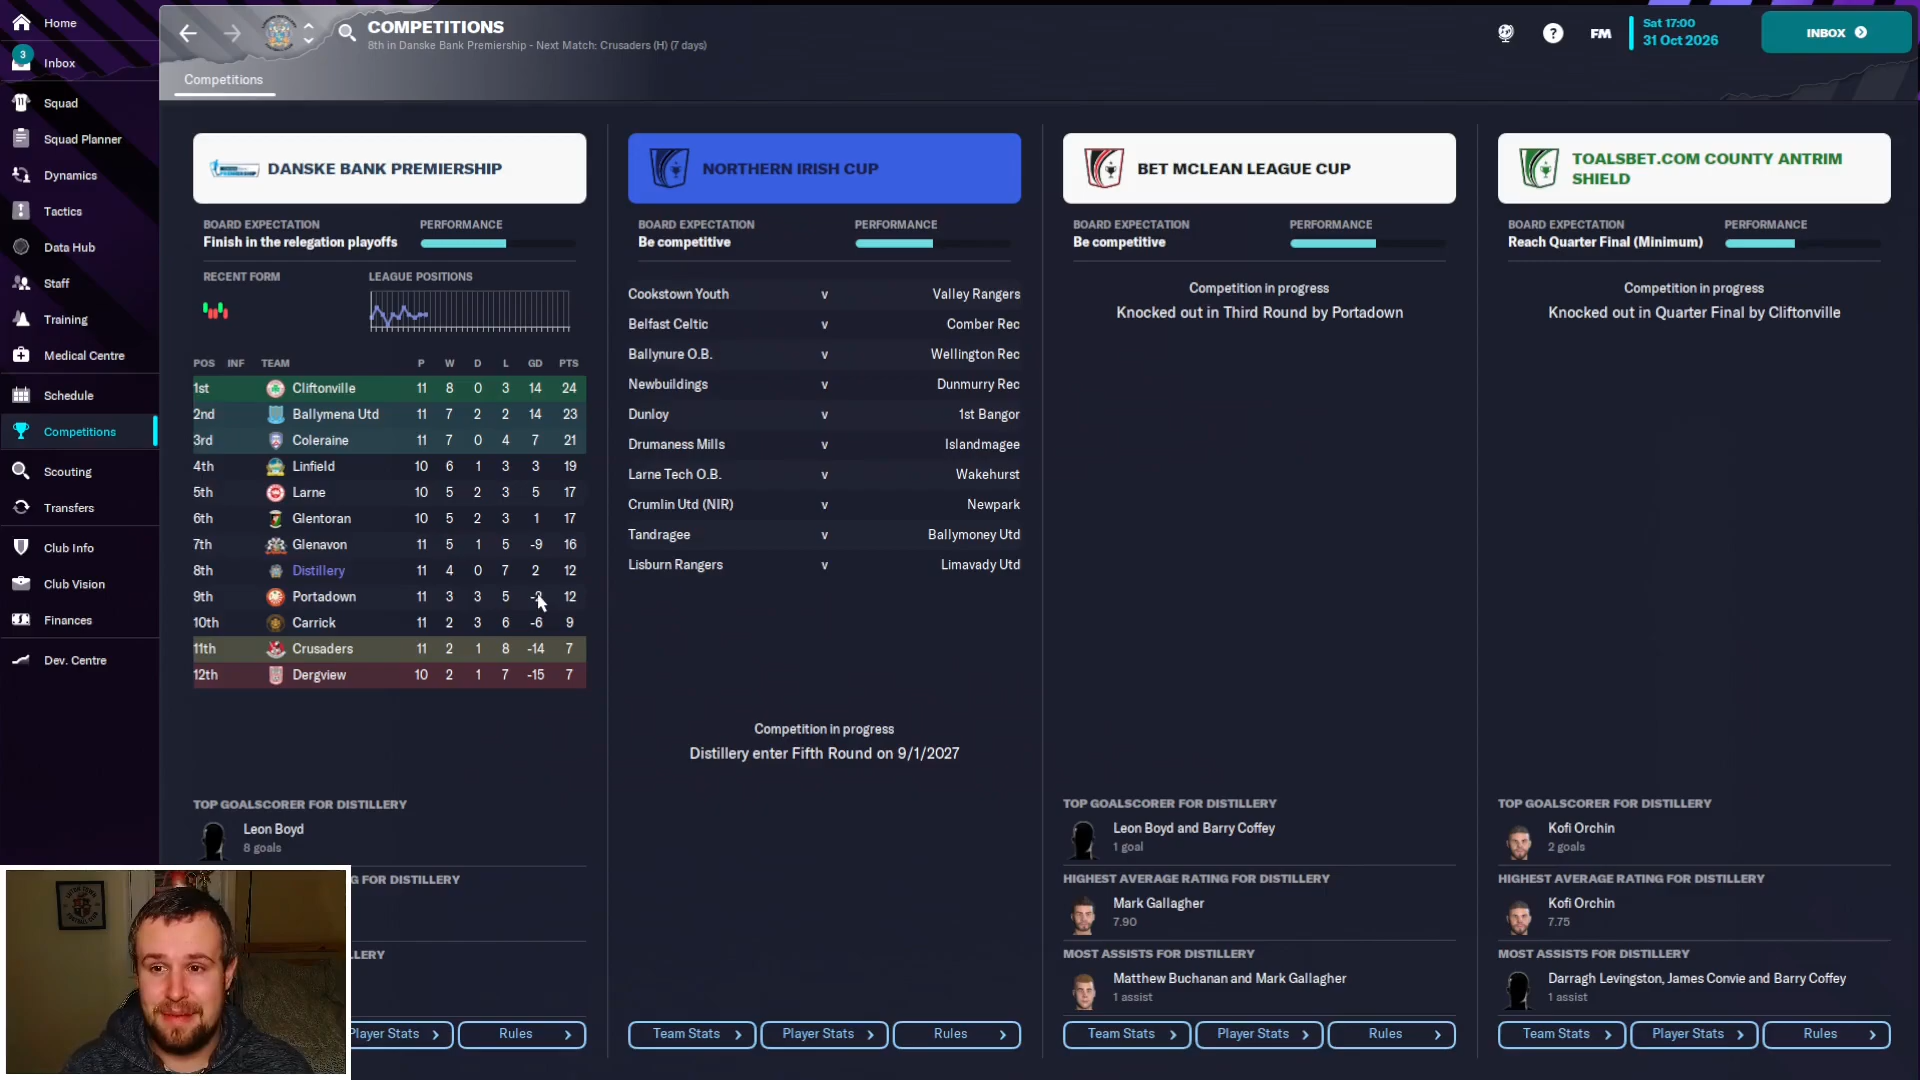 Home
3
Inbox
Squad
Squad Planner
Dynamics
Tactics
Data Hub
Staff
Training
Medical Centre
Schedule
Competitions
Scouting
Transfers
Club Info
Club Vision
Finances
Dev. Centre
COMPETITIONS
8th in Danske Bank Premiership - Next Match: Crusaders (H) (7 days)
? FM
Sat 17:00
31 Oct 2026
INBOX
Competitions
DANSKE BANK PREMIERSHIP
BOARD EXPECTATION PERFORMANCE
Finish in the relegation playoffs
RECENT FORM LEAGUE POSITIONS
POS INF TEAM P W D L GD PTS
1st Cliftonville 11 8 0 3 14 24
2nd Ballymena Utd 11 7 2 2 14 23
3rd Coleraine 11 7 0 4 7 21
4th Linfield 10 6 1 3 3 19
5th Larne 10 5 2 3 5 17
6th Glentoran 10 5 2 3 1 17
7th Glenavon 11 5 1 5 -9 16
8th Distillery 11 4 0 7 2 12
9th Portadown 11 3 3 5 12
10th Carrick 11 2 3 6 -6 9
11th Crusaders 11 2 1 8 -14 7
12th Dergview 10 2 1 7 -15 7
TOP GOALSCORER FOR DISTILLERY
Leon Boyd
8 goals
G FOR DISTILLERY
LLERY
Player Stats
Rules
NORTHERN IRISH CUP
BOARD EXPECTATION PERFORMANCE
Be competitive
Cookstown Youth v Valley Rangers
Belfast Celtic v Comber Rec
Ballynure O.B. v Wellington Rec
Newbuildings v Dunmurry Rec
Dunloy v 1st Bangor
Drumaness Mills v Islandmagee
Larne Tech O.B. v Wakehurst
Crumlin Utd (NIR) v Newpark
Tandragee v Ballymoney Utd
Lisburn Rangers v Limavady Utd
Competition in progress
Distillery enter Fifth Round on 9/1/2027
Team Stats
Player Stats
Rules
BET MCLEAN LEAGUE CUP
BOARD EXPECTATION PERFORMANCE
Be competitive
Competition in progress
Knocked out in Third Round by Portadown
TOP GOALSCORER FOR DISTILLERY
Leon Boyd and Barry Coffey
1 goal
HIGHEST AVERAGE RATING FOR DISTILLERY
Mark Gallagher
7.90
MOST ASSISTS FOR DISTILLERY
Matthew Buchanan and Mark Gallagher
1 assist
Team Stats
Player Stats
Rules
TOALSBET.COM COUNTY ANTRIM
SHIELD
BOARD EXPECTATION PERFORMANCE
Reach Quarter Final (Minimum)
Competition in progress
Knocked out in Quarter Final by Cliftonville
TOP GOALSCORER FOR DISTILLERY
Kofi Orchin
2 goals
HIGHEST AVERAGE RATING FOR DISTILLERY
Kofi Orchin
7.75
MOST ASSISTS FOR DISTILLERY
Darragh Levingston, James Convie and Barry Coffey
1 assist
Team Stats
Player Stats
Rules